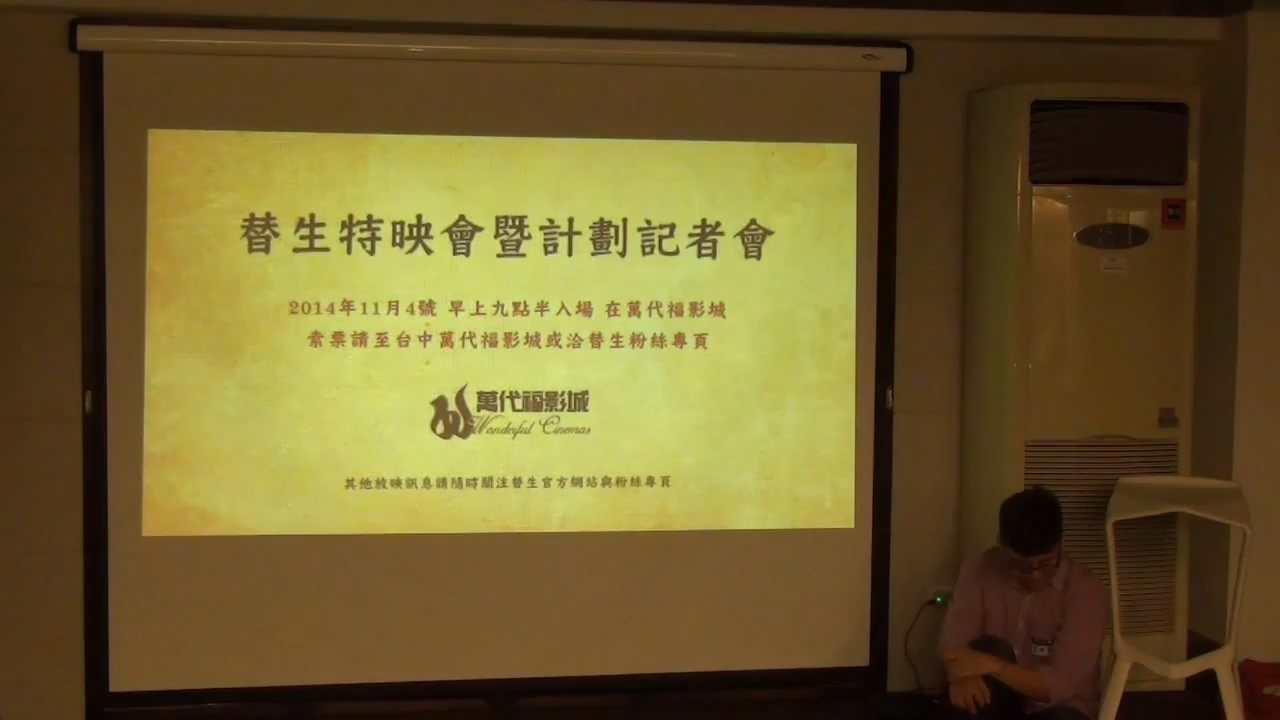 替生特映會暨計劃記者會
2014年11月4號 早上九點半入場 在萬代福影城
索票請至台中萬代福影城或洽替生粉絲專頁
萬代福影城
Wonderful Cinemas
其他放映訊息請隨時關注替生官方網站與粉絲專頁